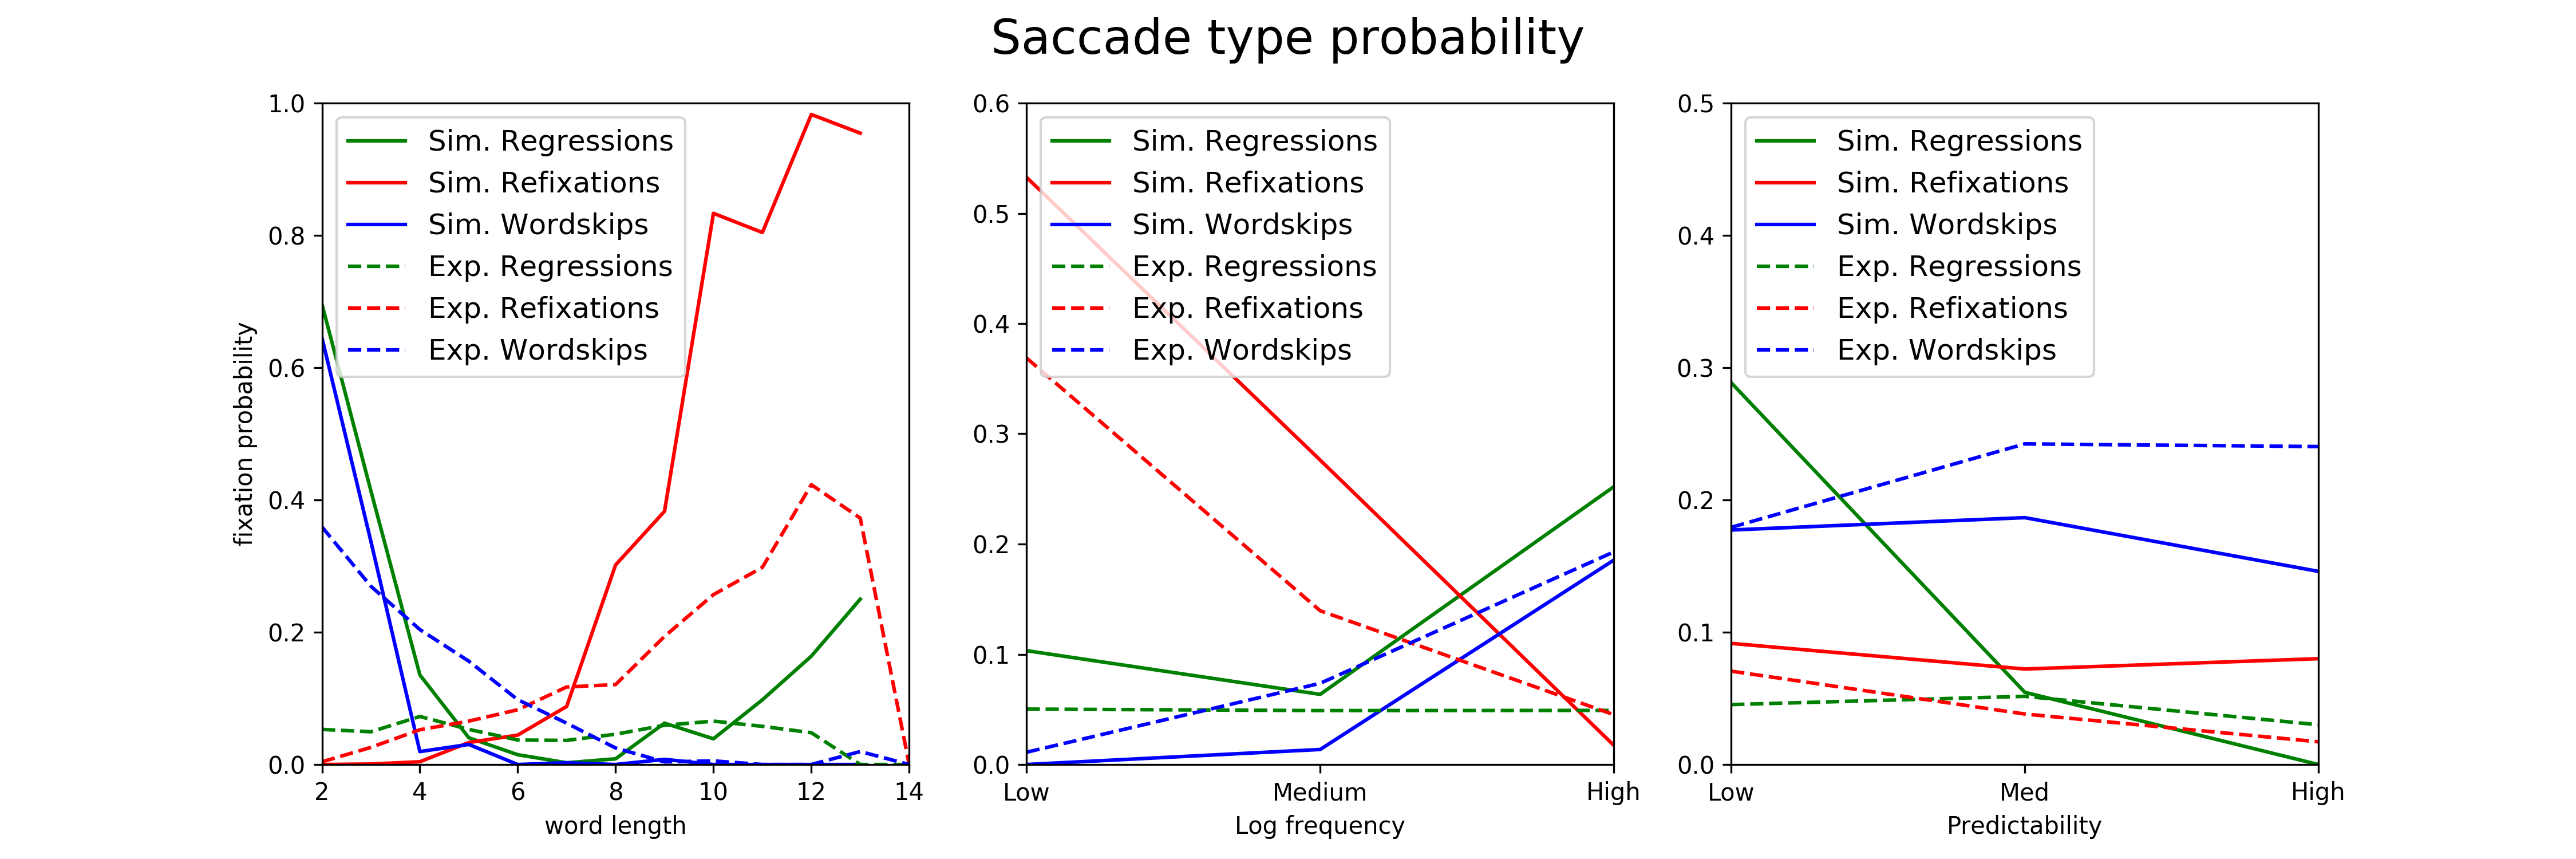 Saccade type probability
1.0
0.8
0.6
0.4
0.2
0.0
fixation probability
Sim. Regressions
Sim. Refixations
Sim. Wordskips
Exp. Regressions
Exp. Refixations
Exp. Wordskips
2 4 6 8 10 12 14
word length
0.6
0.5
0.4
0.3
0.2
0.1
0.0
Sim. Regressions
Sim. Refixations
Sim. Wordskips
Exp. Regressions
Exp. Refixations
Exp. Wordskips
Low Medium High
Log frequency
0.5
0.4
0.3
0.2
0.1
0.0
Sim. Regressions
Sim. Refixations
Sim. Wordskips
Exp. Regressions
Exp. Refixations
Exp. Wordskips
Low Med High
Predictability